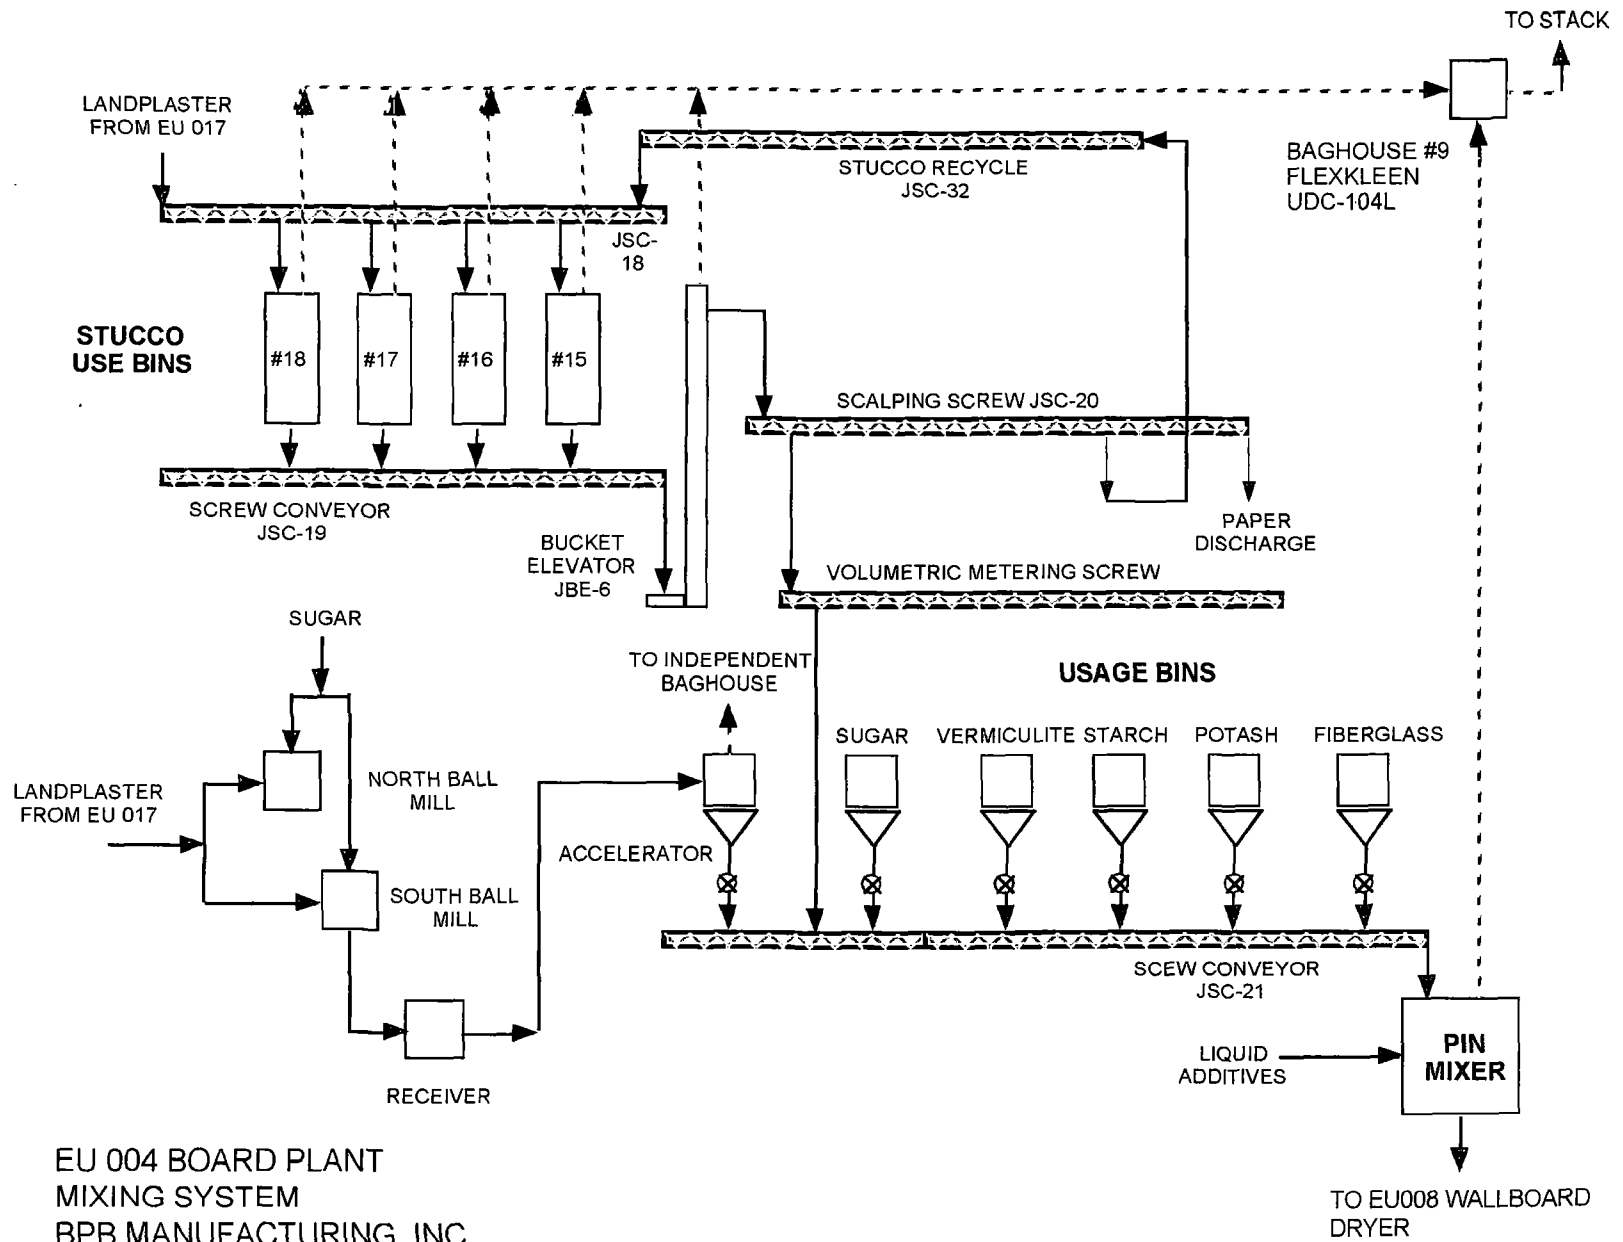 TO STACK
LANDPLASTER
FROM EU 017
STUCCO RECYCLE
JSC-32
BAGHOUSE #9
FLEXKLEEN
UDC-104L
JSC-
18
STUCCO
USE BINS
#18
#17
#16
#15
SCALPING SCREW JSC-20
SCREW CONVEYOR
JSC-19
BUCKET
ELEVATOR
JBE-6
PAPER
DISCHARGE
VOLUMETRIC METERING SCREW
SUGAR
TO INDEPENDENT
BAGHOUSE
USAGE BINS
SUGAR
VERMICULITE
STARCH
POTASH
FIBERGLASS
LANDPLASTER
FROM EU 017
NORTH BALL
MILL
ACCELERATOR
SOUTH BALL
MILL
SCEW CONVEYOR
JSC-21
RECEIVER
LIQUID
ADDITIVES
PIN
MIXER
EU 004 BOARD PLANT
MIXING SYSTEM
BPB MANUFACTURING, INC
TO EU008 WALLBOARD
DRYER